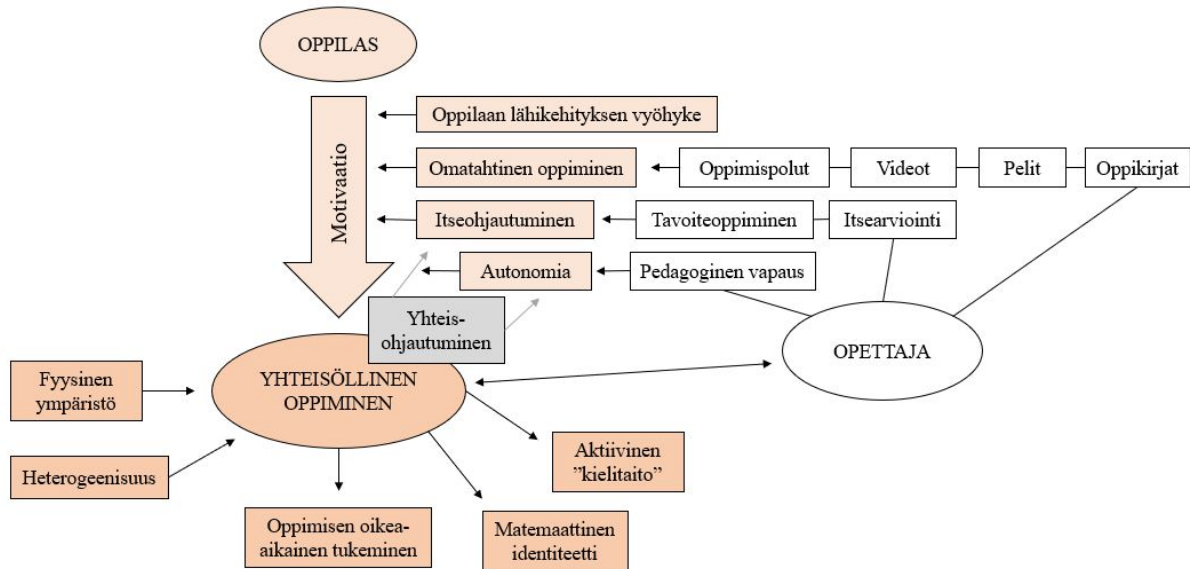 OPPILAS
Motivaatio
Oppilaan lähikehityksen vyöhyke
Omatahtinen oppiminen
Oppimispolut
Videot
Pelit
Oppikirjat
Itseohjautuminen
Tavoiteoppiminen
Itsearviointi
Autonomia
Pedagoginen vapaus
Yhteis-
ohjautuminen
OPETTAJA
YHTEISÖLLINEN
OPPIMINEN
Fyysinen
ympäristö
Heterogeenisuus
Aktiivinen
”kielitaito”
Oppimisen oikea-
aikainen tukeminen
Matemaattinen
identiteetti